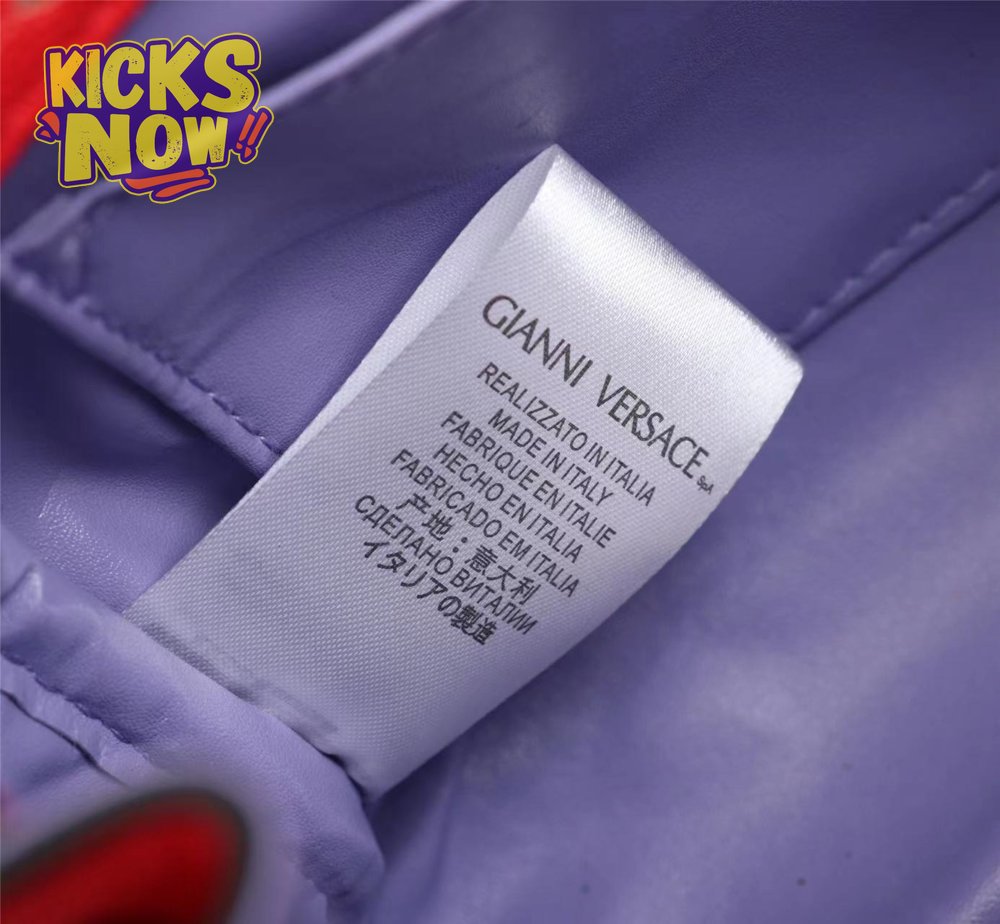 KICKS
NOW!!
GIANNI VERSACE SpA
REALIZZATO IN ITALIA
MADE IN ITALY
FABRIQUE EN ITALIE
HECHO EN ITALIA
FABRICADO EM ITALIA
产地：意大利
СДЕЛАНО ВИТАЛИИ
イタリアの製造